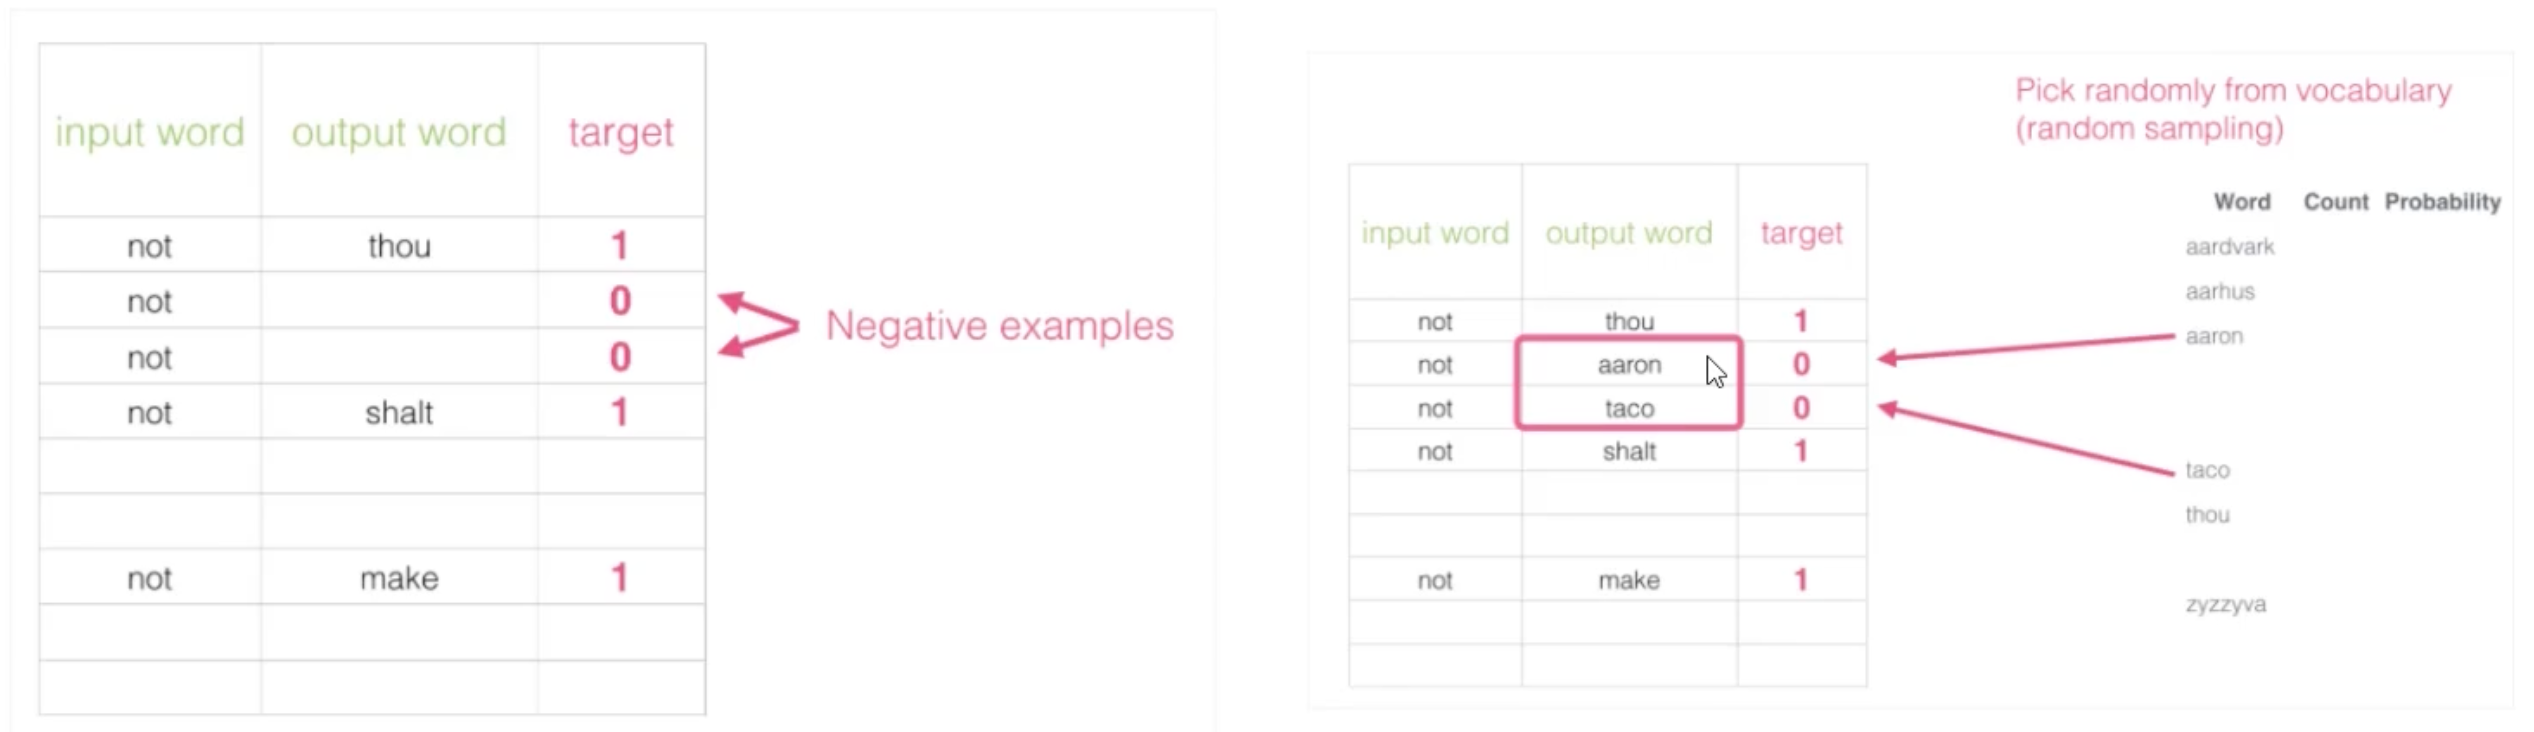 input word output word target
not thou 1
not 0
not 0
not shalt 1
not make 1
Negative examples
Pick randomly from vocabulary
(random sampling)
input word output word target
not thou 1
not aaron 0
not taco 0
not shalt 1
not make 1
Word Count Probability
aardvark
aarhus
aaron
taco
thou
zyzzyva